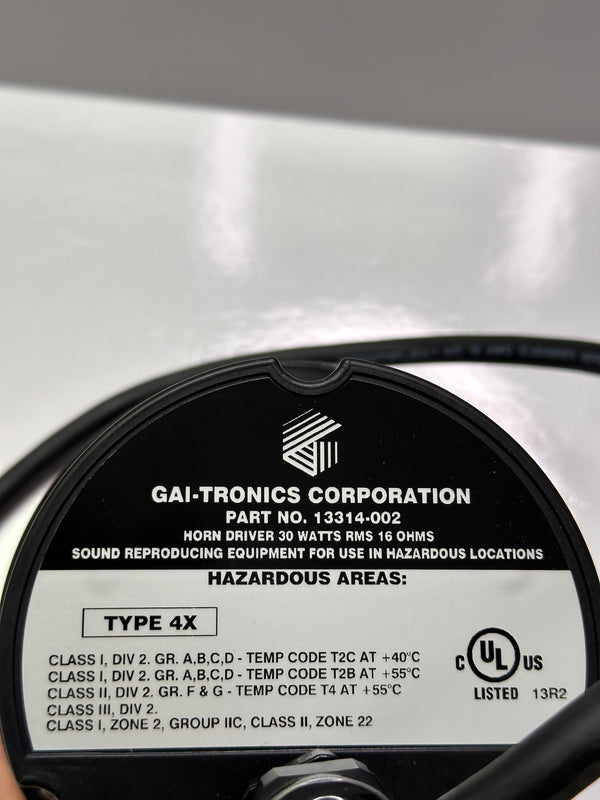 GAI-TRONICS CORPORATION
PART NO. 13314-002
HORN DRIVER 30 WATTS RMS 16 OHMS
SOUND REPRODUCING EQUIPMENT FOR USE IN HAZARDOUS LOCATIONS
HAZARDOUS AREAS:
TYPE 4X
CLASS I, DIV 2. GR. A,B,C,D - TEMP CODE T2C AT +40°C
CLASS I, DIV 2. GR. A,B,C,D - TEMP CODE T2B AT +55°C
CLASS II, DIV 2. GR. F & G - TEMP CODE T4 AT +55°C
CLASS III, DIV 2.
CLASS I, ZONE 2, GROUP IIC, CLASS II, ZONE 22
C UL US
LISTED 13R2